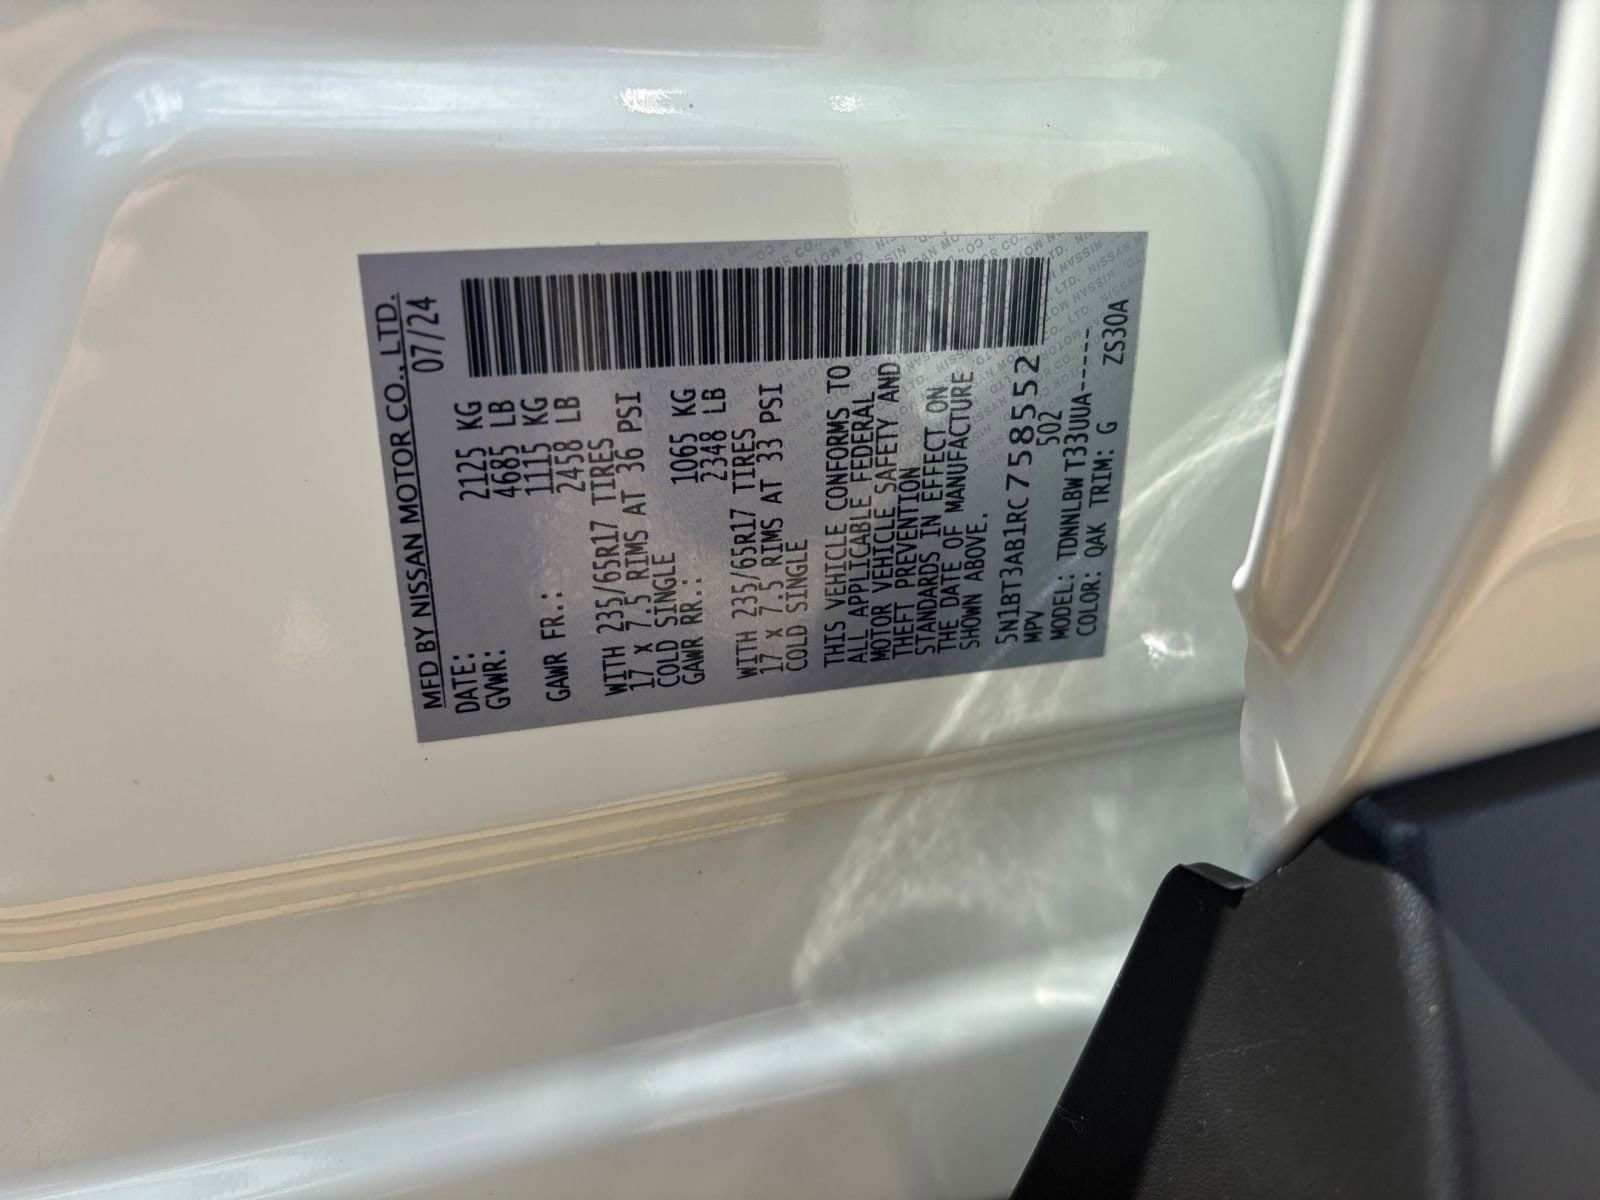 MFD BY NISSAN MOTOR CO., LTD.
DATE: 07/24
GVWR: 2125 KG
4685 LB
1115 KG
GAWR FR.: 2458 LB
WITH 235/65R17 TIRES
17 x 7.5 RIMS AT 36 PSI
COLD SINGLE
GAWR RR.: 1065 KG
2348 LB
WITH 235/65R17 TIRES
17 x 7.5 RIMS AT 33 PSI
COLD SINGLE
THIS VEHICLE CONFORMS TO
ALL APPLICABLE FEDERAL
MOTOR VEHICLE SAFETY AND
THEFT PREVENTION
STANDARDS IN EFFECT ON
THE DATE OF MANUFACTURE
SHOWN ABOVE.
5N1BT3AB1RC758552
MPV 502
MODEL: TDNNLBW T33UUA-----
COLOR: QAK TRIM: G ZS30A